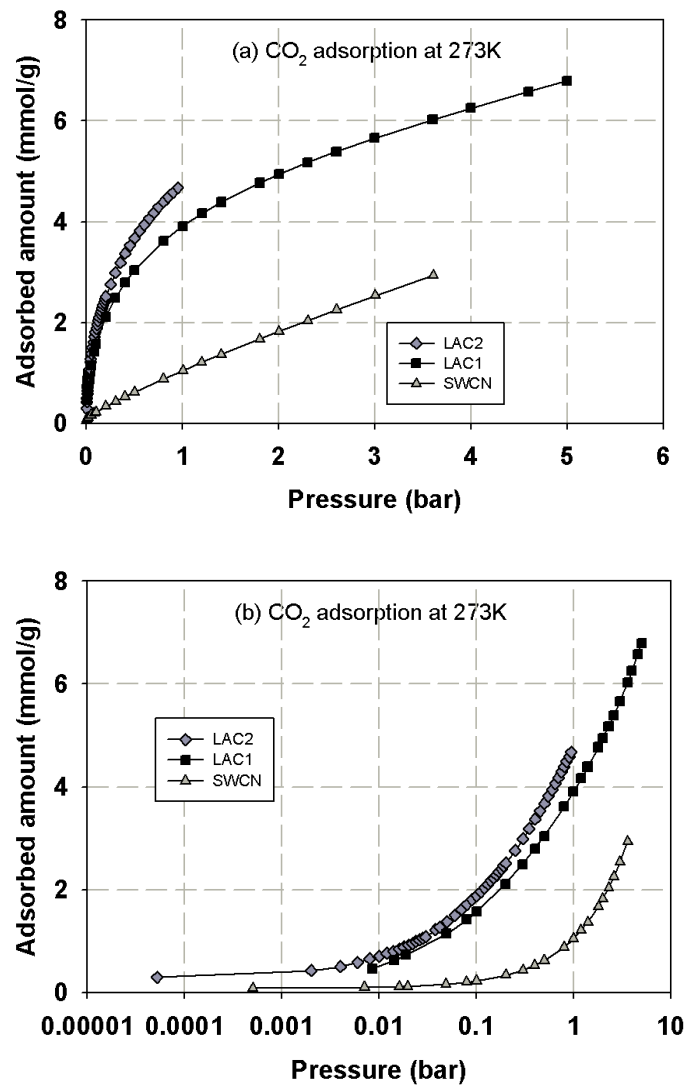 (a) CO₂ adsorption at 273K
Adsorbed amount (mmol/g)
8
6
4
2
0
LAC2
LAC1
SWCN
0 1 2 3 4 5 6
Pressure (bar)
(b) CO₂ adsorption at 273K
Adsorbed amount (mmol/g)
8
6
4
2
0
LAC2
LAC1
SWCN
0.00001 0.0001 0.001 0.01 0.1 1 10
Pressure (bar)